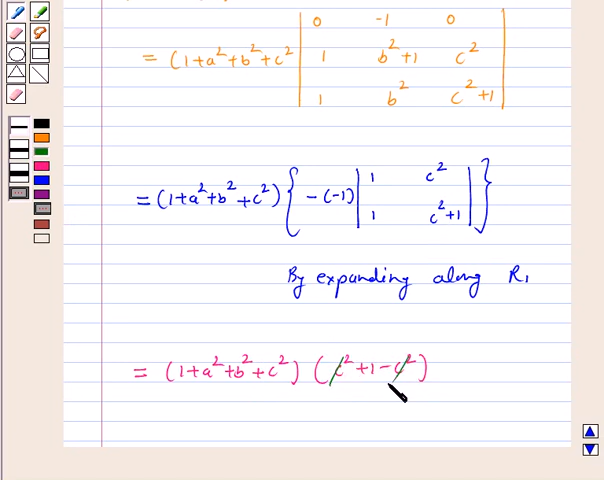 0 -1 0
= (1+a²+b²+c² | 1 b²+1 c² |
1 b² c²+1
= (1+a²+b²+c²) { -(-1) | 1 c² | }
1 c²+1
By expanding along R₁
= (1+a²+b²+c²) (c²+1-c²)